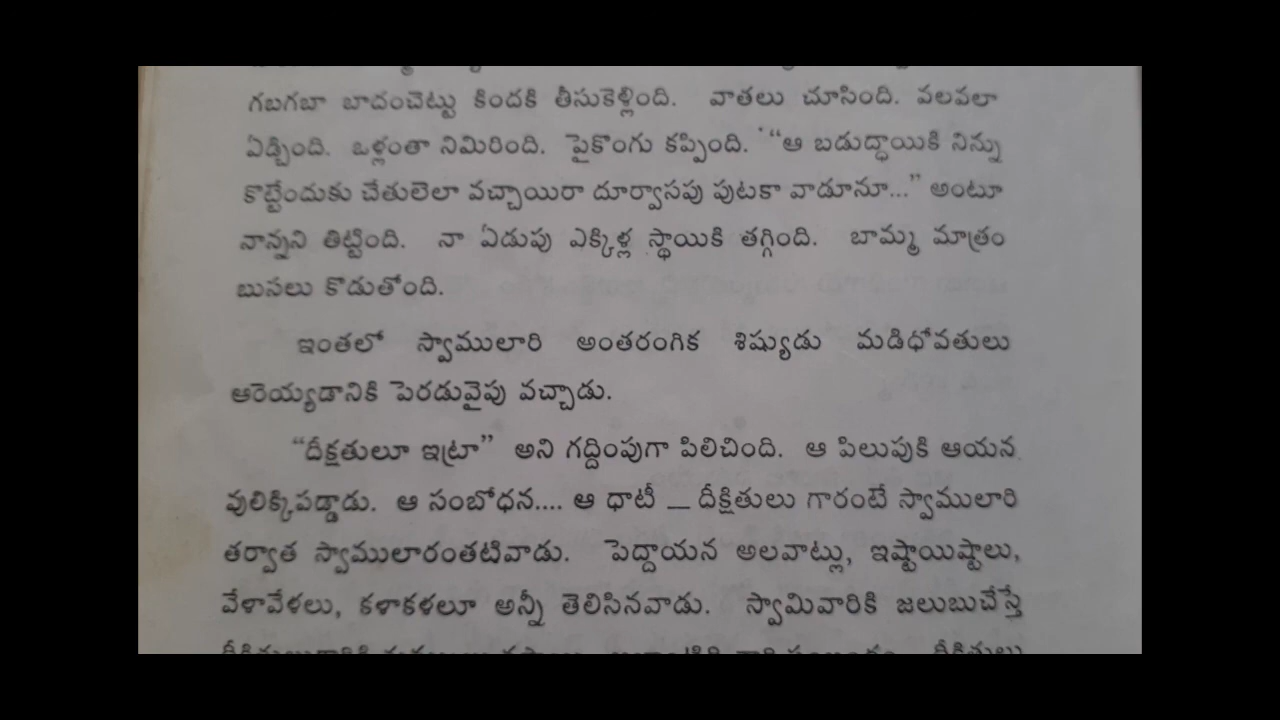 గబగబా బాదంచెట్టు కిందకి తీసుకెళ్లింది. వాతలు చూసింది. వలవలా
ఏడ్చింది. ఒళ్లంతా నిమిరింది. పైకొంగు కప్పింది. “ఆ బడుద్ధాయికి నిన్ను
కొట్టేందుకు చేతులెలా వచ్చాయిరా దూర్వాసపు పుటకా వాడూనూ...” అంటూ
నాన్నని తిట్టింది. నా ఏడుపు ఎక్కిళ్ల స్థాయికి తగ్గింది. బామ్మ మాత్రం
బుసలు కొడుతోంది.
ఇంతలో స్వాములారి అంతరంగిక శిష్యుడు మడిధోవతులు
ఆరెయ్యడానికి పెరడువైపు వచ్చాడు.
“దీక్షతులూ ఇట్రా” అని గద్దింపుగా పిలిచింది. ఆ పిలుపుకి ఆయన
వులిక్కిపడ్డాడు. ఆ సంబోధన.... ఆ ధాటీ — దీక్షితులు గారంటే స్వాములారి
తర్వాత స్వాములారంతటివాడు. పెద్దాయన అలవాట్లు, ఇష్టాయిష్టాలు,
వేళావేళలు, కళాకళలూ అన్నీ తెలిసినవాడు. స్వామివారికి జలుబుచేస్తే